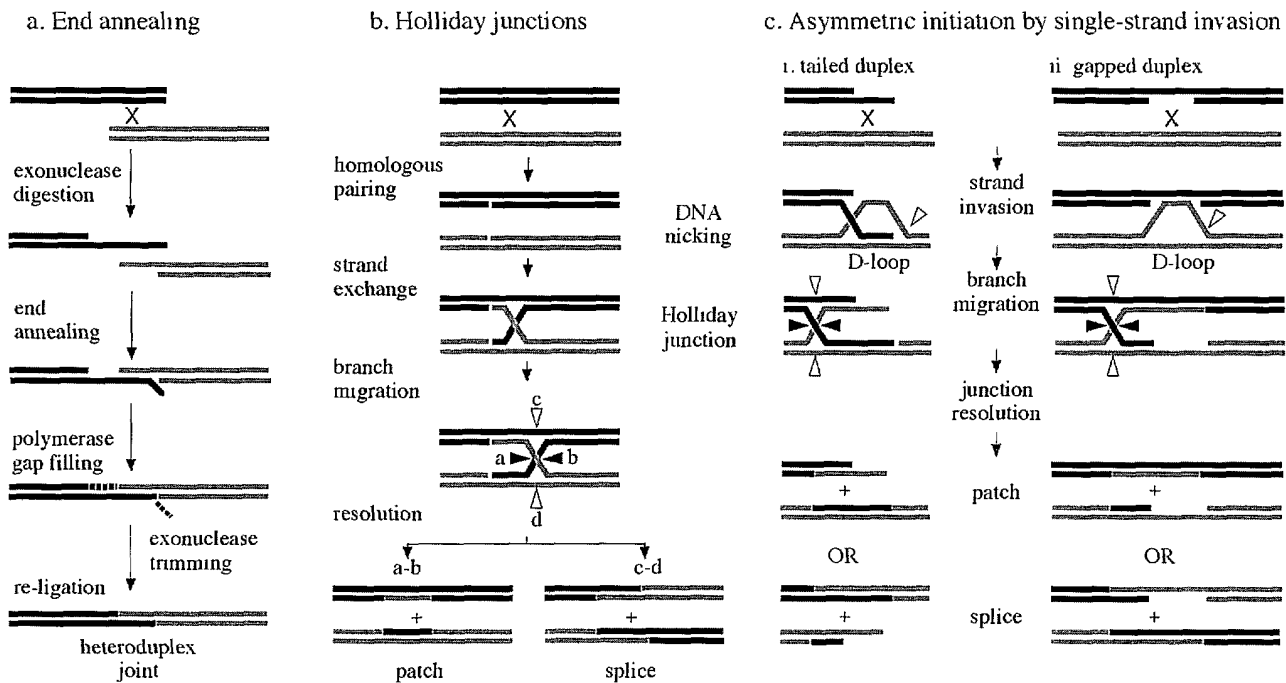 a. End annealing
X
exonuclease
digestion
end
annealing
polymerase
gap filling
exonuclease
trimming
re-ligation
heteroduplex
joint
b. Holliday junctions
X
homologous
pairing
strand
exchange
branch
migration
c
a
b
d
resolution
a-b
c-d
+
+
patch
splice
c. Asymmetric initiation by single-strand invasion
ı. tailed duplex
ni gapped duplex
X
X
DNA
nicking
strand
invasion
D-loop
D-loop
Holliday
junction
branch
migration
junction
resolution
+
patch
+
OR
OR
+
splice
+